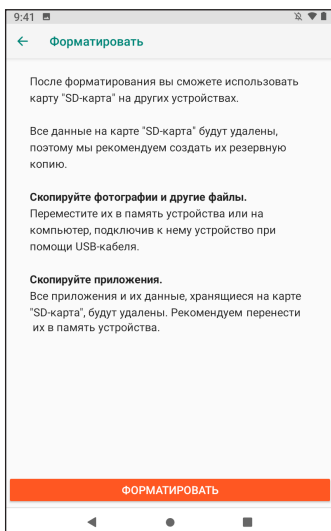 9:41
Форматировать
После форматирования вы сможете использовать
карту "SD-карта" на других устройствах.
Все данные на карте "SD-карта" будут удалены,
поэтому мы рекомендуем создать их резервную
копию.
Скопируйте фотографии и другие файлы.
Переместите их в память устройства или на
компьютер, подключив к нему устройство при
помощи USB-кабеля.
Скопируйте приложения.
Все приложения и их данные, хранящиеся на карте
"SD-карта", будут удалены. Рекомендуем перенести
их в память устройства.
ФОРМАТИРОВАТЬ